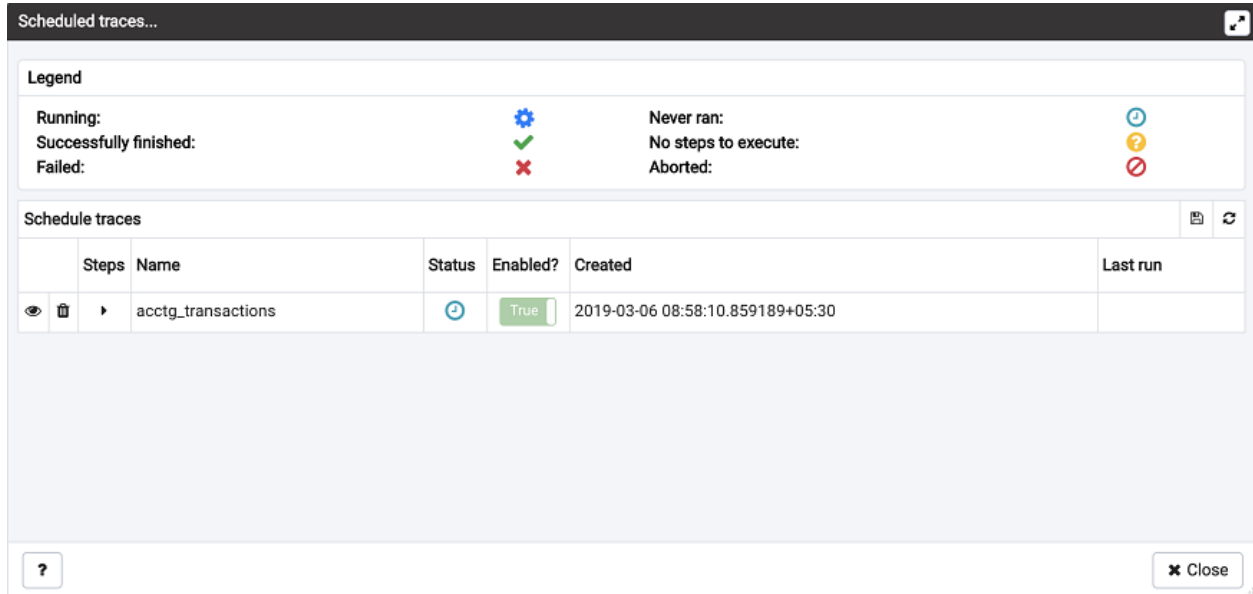 Scheduled traces...
Legend
Running: Never ran:
Successfully finished: No steps to execute:
Failed: Aborted:
Schedule traces
Steps Name Status Enabled? Created Last run
acctg_transactions True 2019-03-06 08:58:10.859189+05:30
? Close